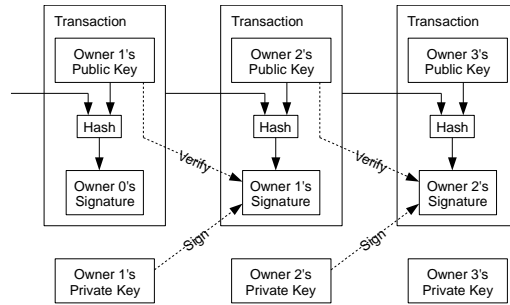 Transaction
Owner 1's
Public Key
Hash
Owner 0's
Signature
Transaction
Owner 2's
Public Key
Hash
Verify
Owner 1's
Signature
Transaction
Owner 3's
Public Key
Hash
Verify
Owner 2's
Signature
Owner 1's
Private Key
Sign
Owner 2's
Private Key
Sign
Owner 3's
Private Key